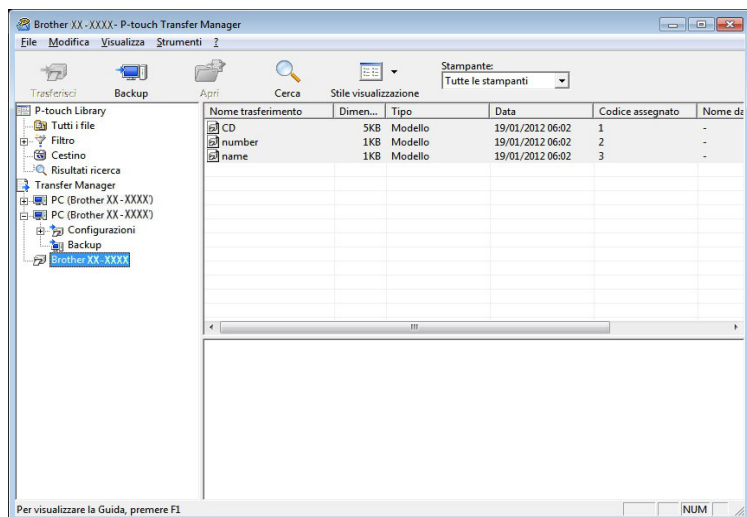 Brother XX-XXXX- P-touch Transfer Manager
File Modifica Visualizza Strumenti ?
Trasferisci Backup Apri Cerca Stile visualizzazione
Stampante:
Tutte le stampanti
P-touch Library
Tutti i file
Filtro
Cestino
Risultati ricerca
Transfer Manager
PC (Brother XX-XXXX)
PC (Brother XX-XXXX)
Configurazioni
Backup
Brother XX-XXXX
Nome trasferimento Dimen... Tipo Data Codice assegnato Nome da
CD 5KB Modello 19/01/2012 06:02 1 -
number 1KB Modello 19/01/2012 06:02 2 -
name 1KB Modello 19/01/2012 06:02 3 -
Per visualizzare la Guida, premere F1
NUM